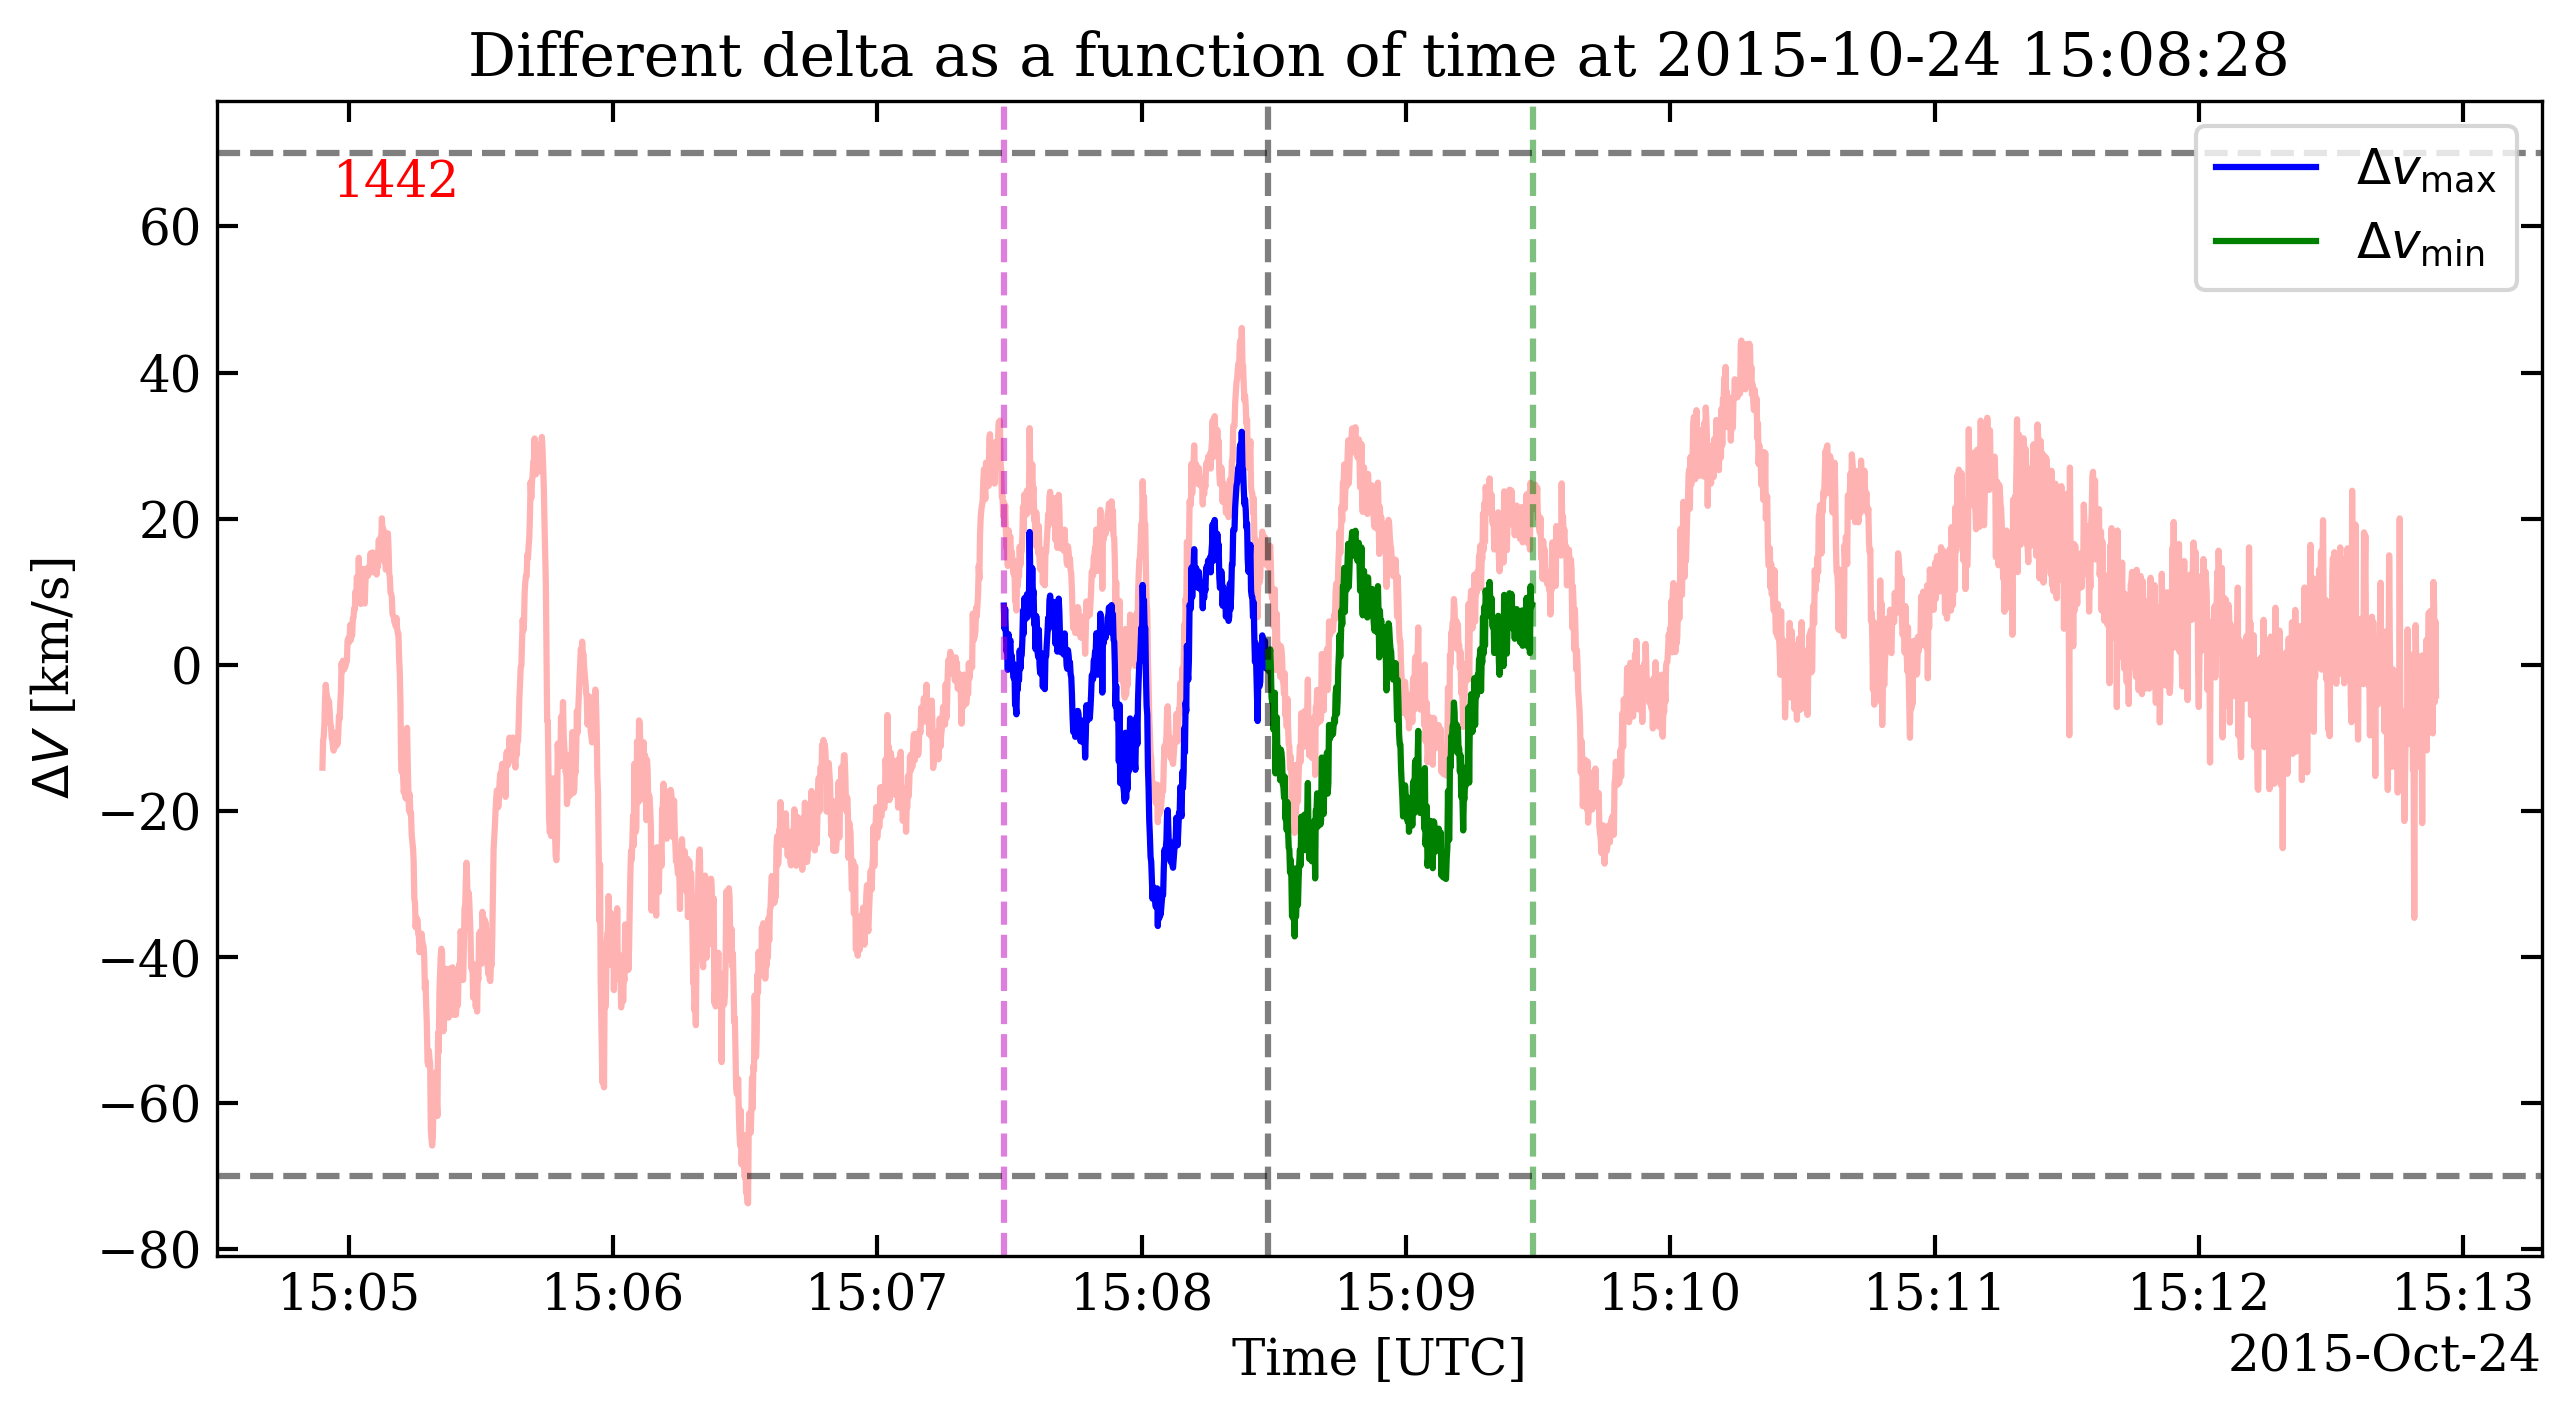 Different delta as a function of time at 2015-10-24 15:08:28
1442
Δv_max
Δv_min
60
40
20
0
−20
−40
−60
−80
ΔV [km/s]
15:05 15:06 15:07 15:08 15:09 15:10 15:11 15:12 15:13
Time [UTC]
2015-Oct-24